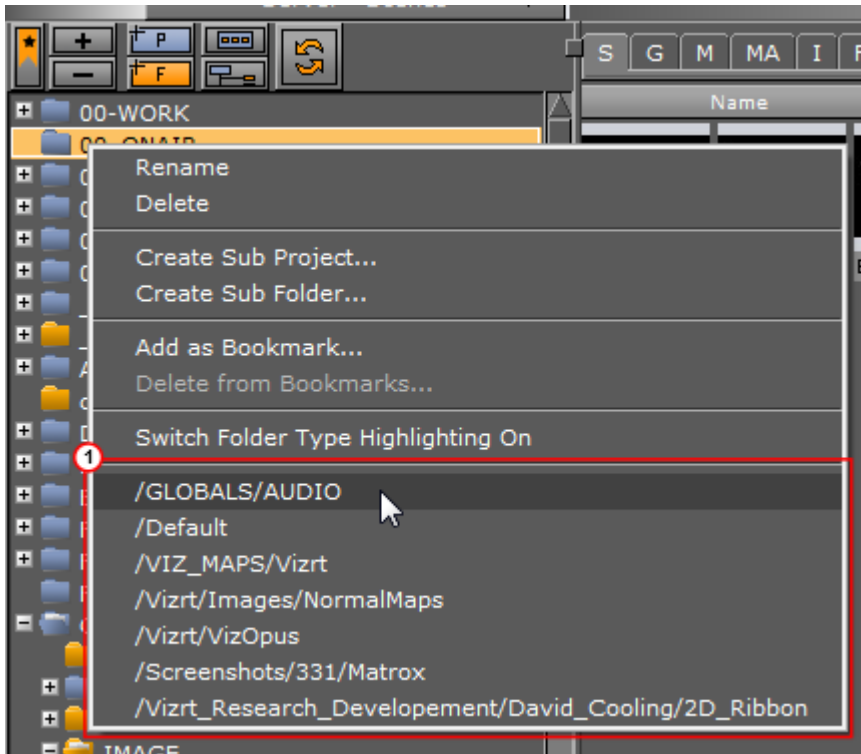 P
F
S G M MA I F
Name
00-WORK
Rename
Delete
Create Sub Project...
Create Sub Folder...
Add as Bookmark...
Delete from Bookmarks...
Switch Folder Type Highlighting On
1
/GLOBALS/AUDIO
/Default
/VIZ_MAPS/Vizrt
/Vizrt/Images/NormalMaps
/Vizrt/VizOpus
/Screenshots/331/Matrox
/Vizrt_Research_Developement/David_Cooling/2D_Ribbon
IMAGE